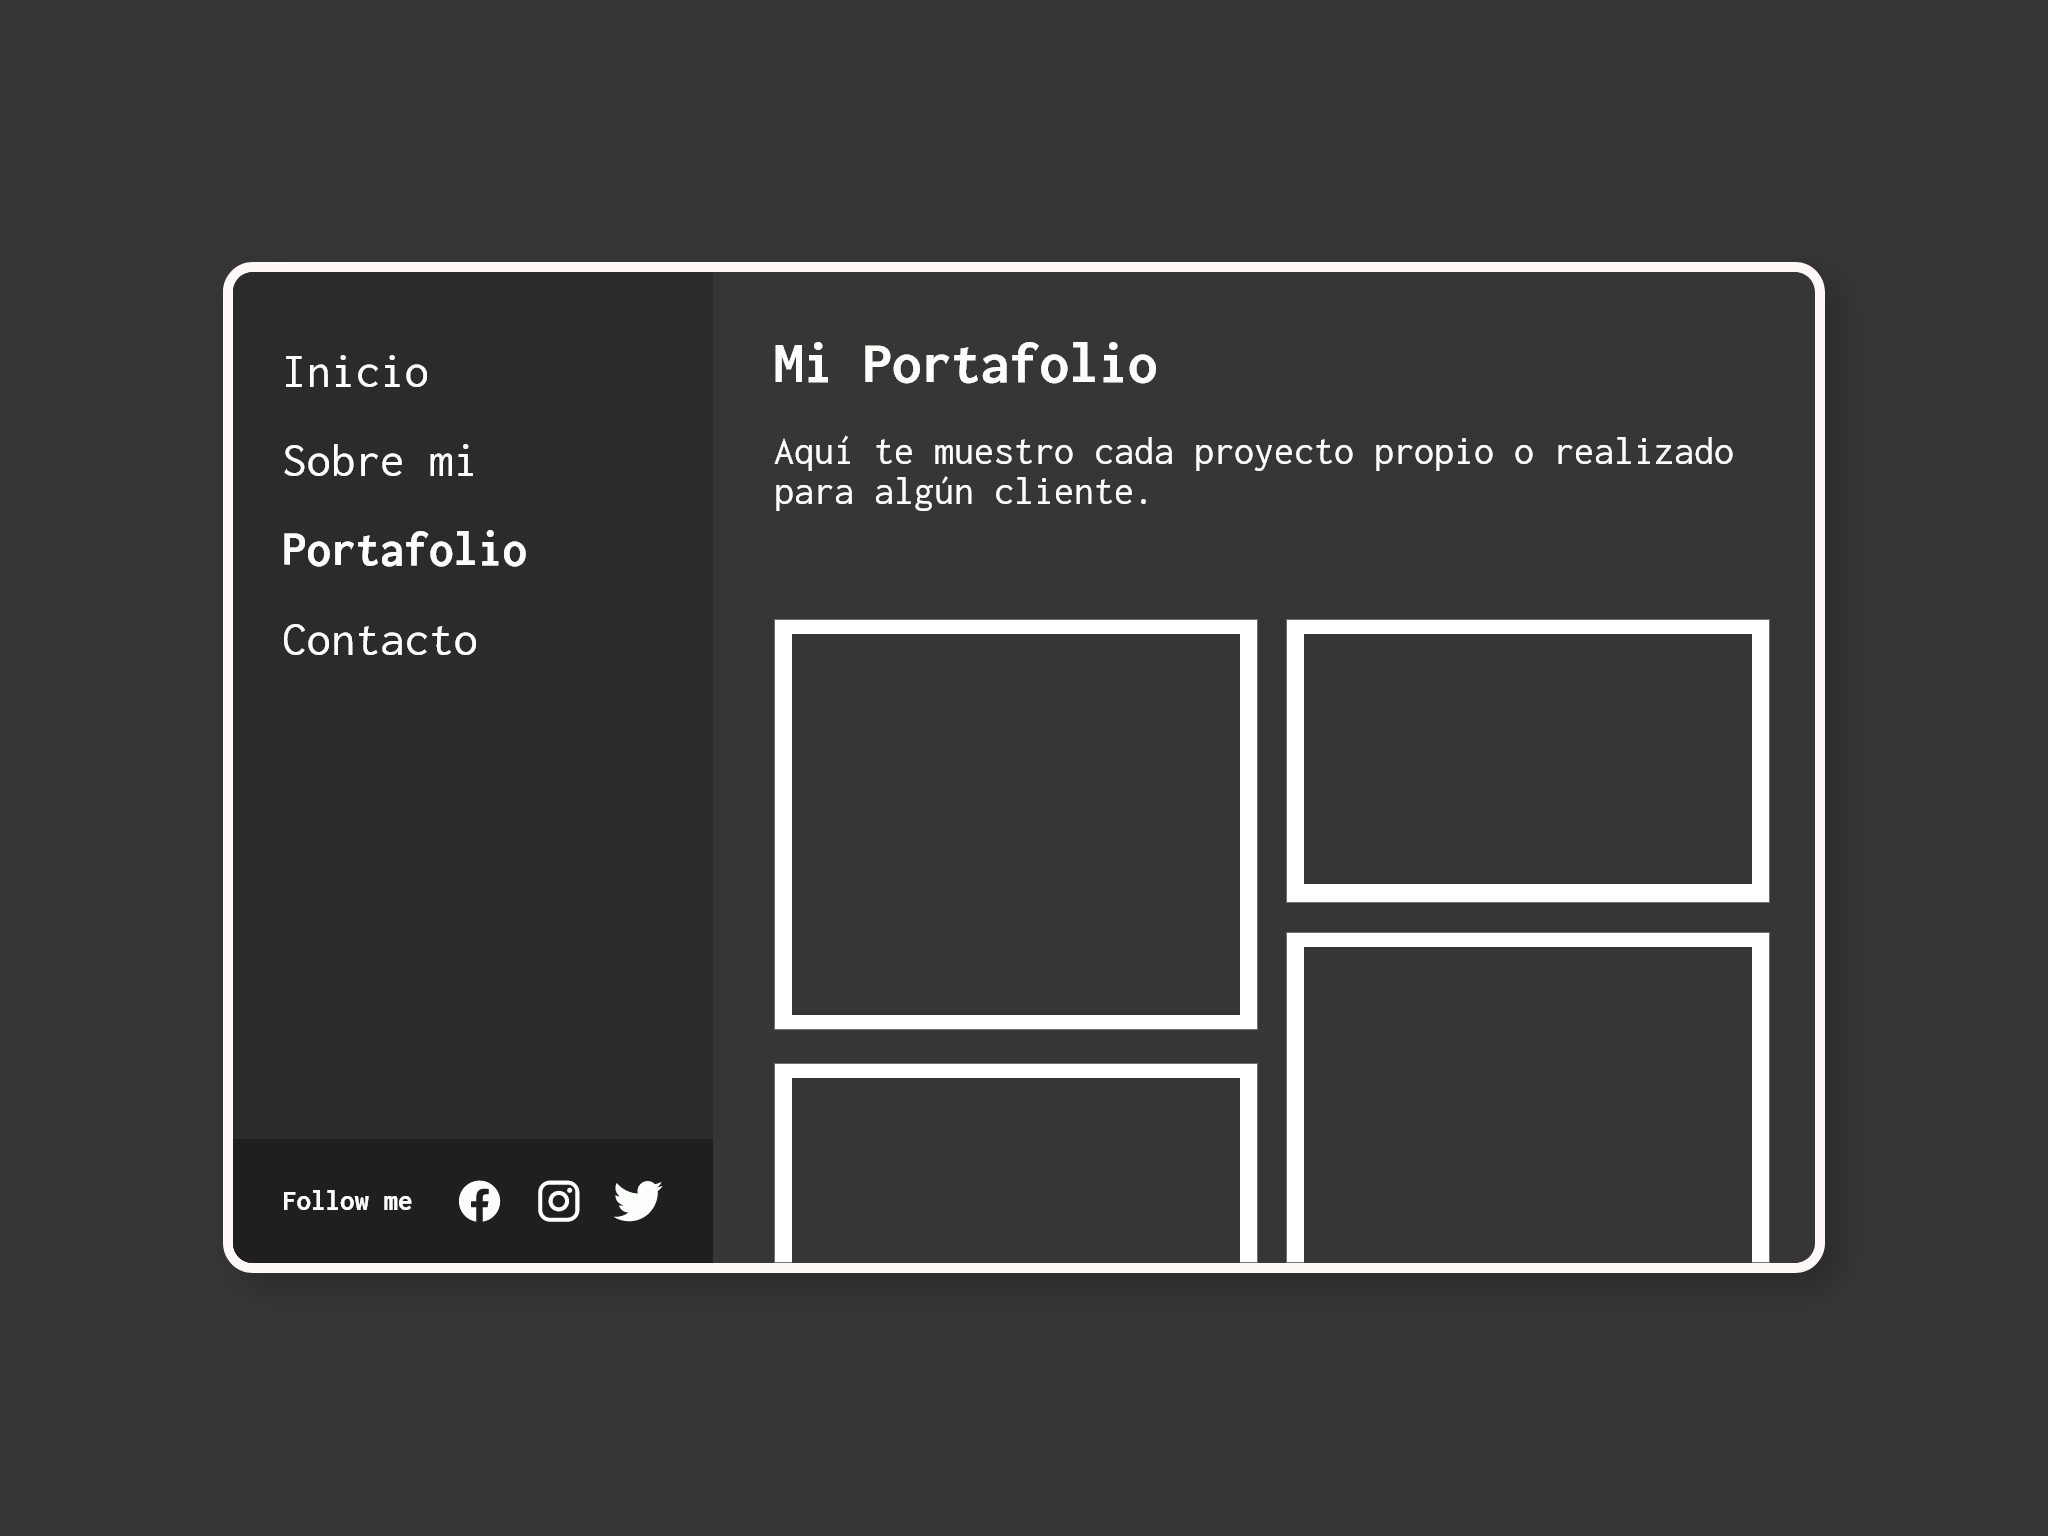 Inicio
Sobre mi
Portafolio
Contacto
Follow me
Mi Portafolio
Aquí te muestro cada proyecto propio o realizado
para algún cliente.